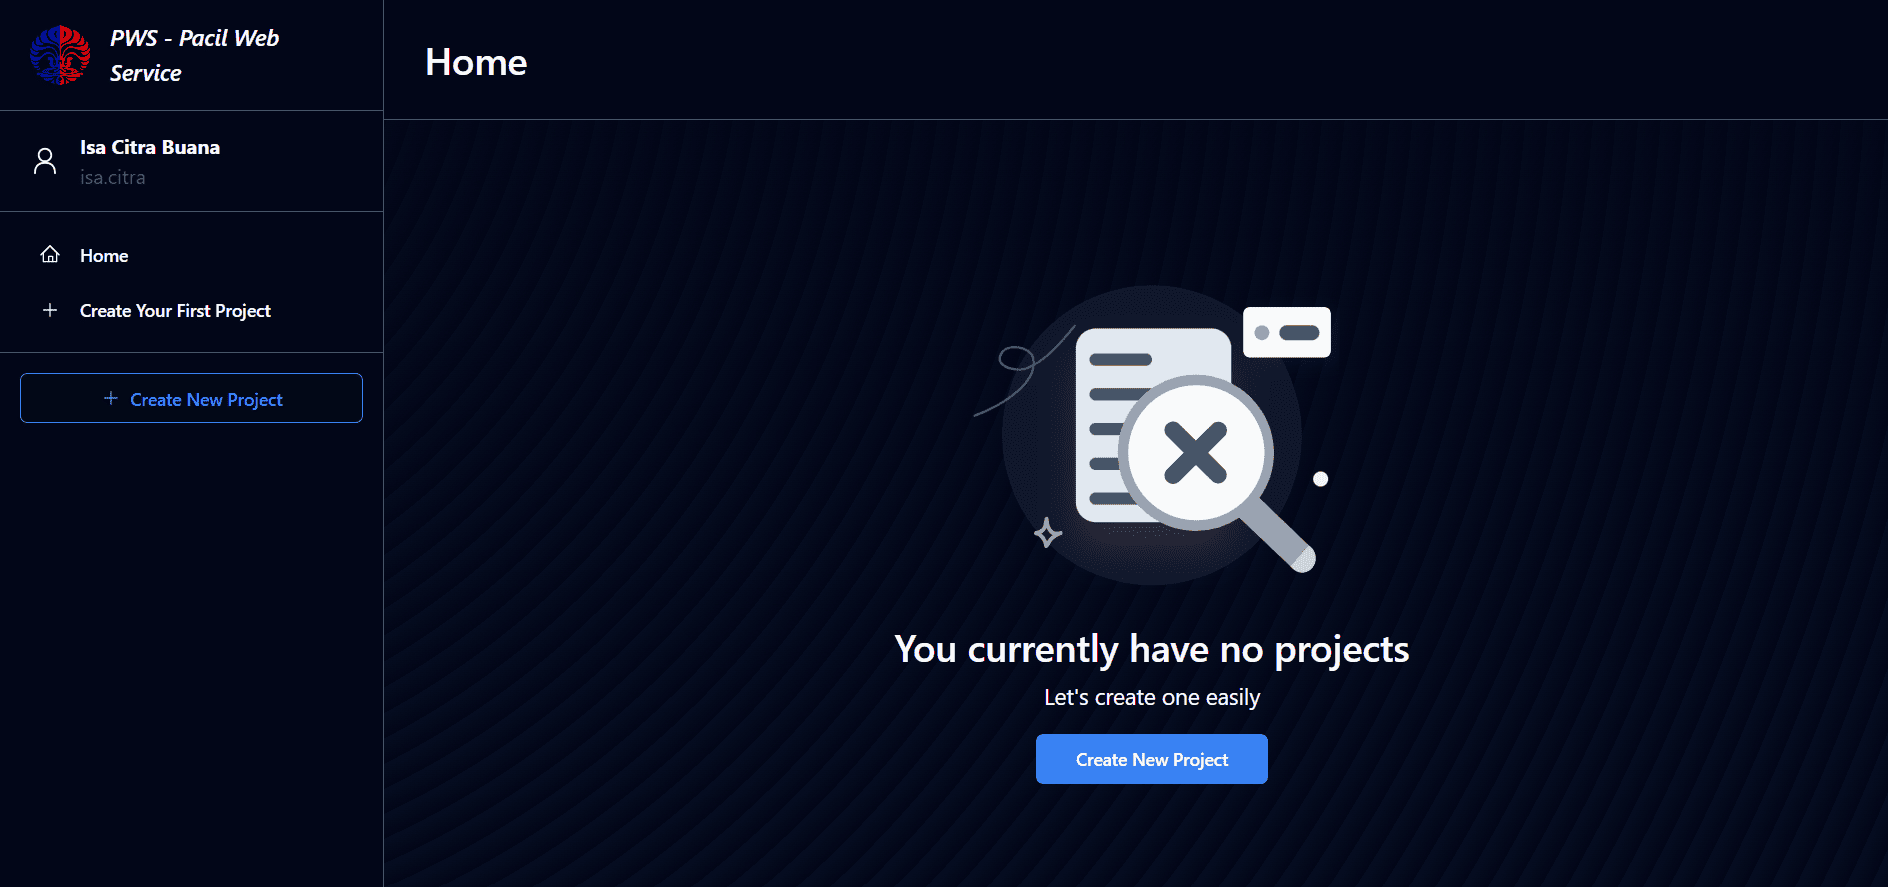 PWS - Pacil Web
Service
Isa Citra Buana
isa.citra
Home
Create Your First Project
Create New Project
Home
You currently have no projects
Let's create one easily
Create New Project